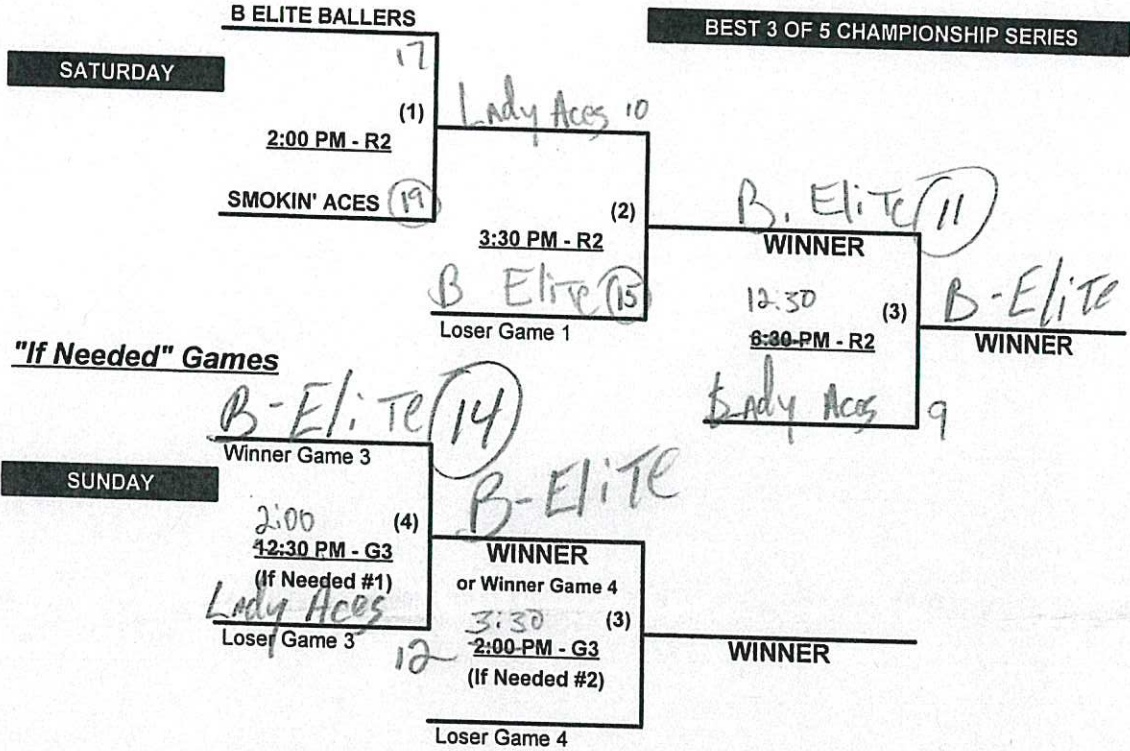 B ELITE BALLERS
BEST 3 OF 5 CHAMPIONSHIP SERIES
17
SATURDAY
(1)
Lady Aces 10
2:00 PM - R2
SMOKIN' ACES 19
(2)
B. Elite 11
3:30 PM - R2
WINNER
B Elite 15
12:30
(3)
B-Elite
Loser Game 1
6:30 PM - R2
WINNER
"If Needed" Games
Lady Aces 9
B-Elite 14
Winner Game 3
SUNDAY
B-Elite
2:00
(4)
12:30 PM - G3
WINNER
(If Needed #1)
or Winner Game 4
Lady Aces
3:30
(3)
Loser Game 3
12
2:00 PM - G3
WINNER
(If Needed #2)
Loser Game 4